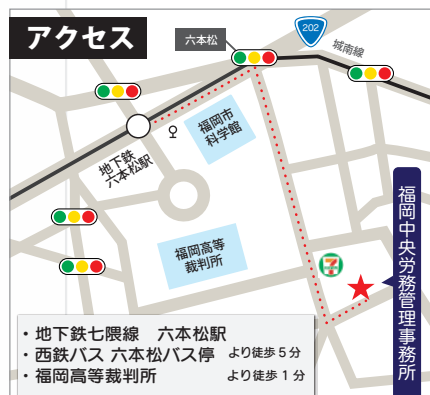 アクセス
六本松
202
城南線
福岡市
科学館
地下鉄
六本松駅
福岡高等
裁判所
7
福岡中央労務管理事務所
・地下鉄七隈線　六本松駅
・西鉄バス 六本松バス停 より徒歩5分
・福岡高等裁判所 より徒歩1分